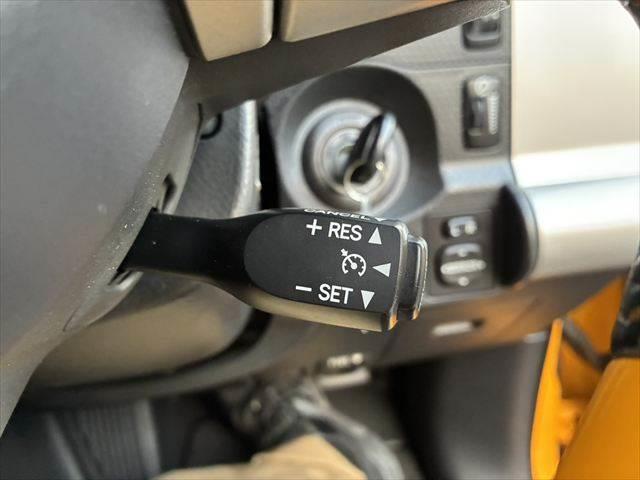 CANCEL
+ RES ▲
◀
− SET ▼